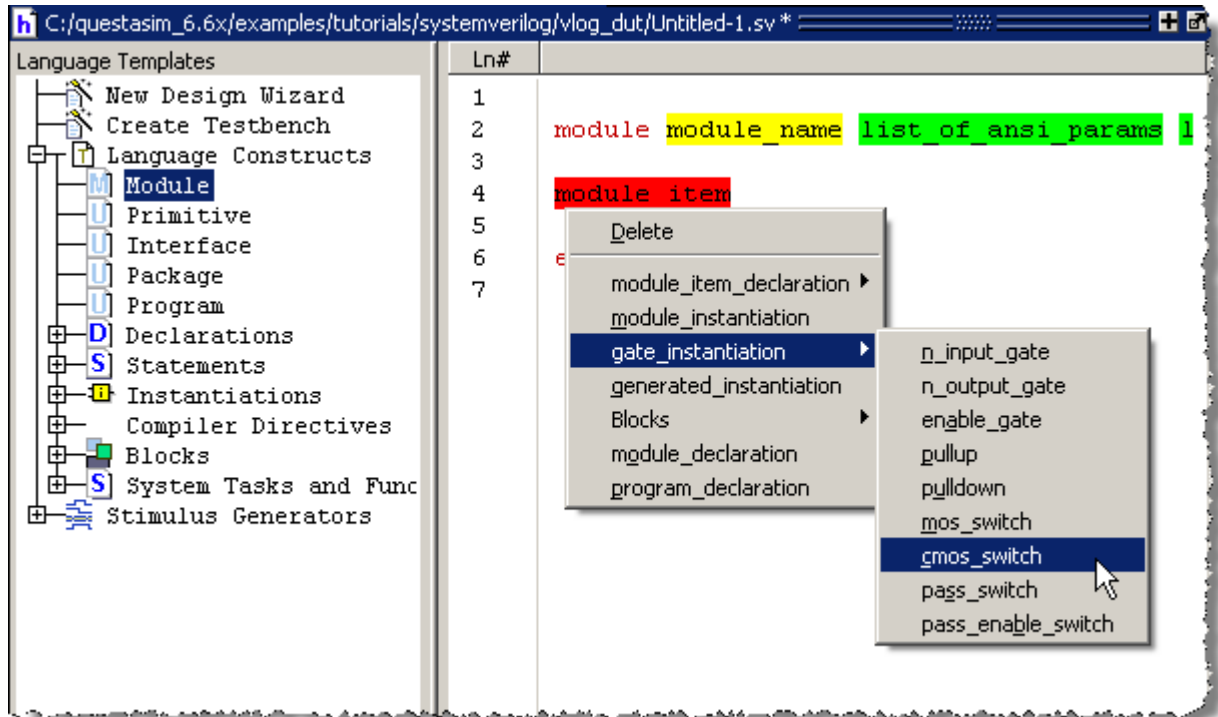 C:/questasim_6.6x/examples/tutorials/systemverilog/vlog_dut/Untitled-1.sv *
Language Templates
New Design Wizard
Create Testbench
Language Constructs
Module
Primitive
Interface
Package
Program
Declarations
Statements
Instantiations
Compiler Directives
Blocks
System Tasks and Func
Stimulus Generators
Ln#
1
2 module module_name list_of_ansi_params l
3
4 module_item
5
6 e
7
Delete
module_item_declaration
module_instantiation
gate_instantiation
generated_instantiation
Blocks
module_declaration
program_declaration
n_input_gate
n_output_gate
enable_gate
pullup
pulldown
mos_switch
cmos_switch
pass_switch
pass_enable_switch